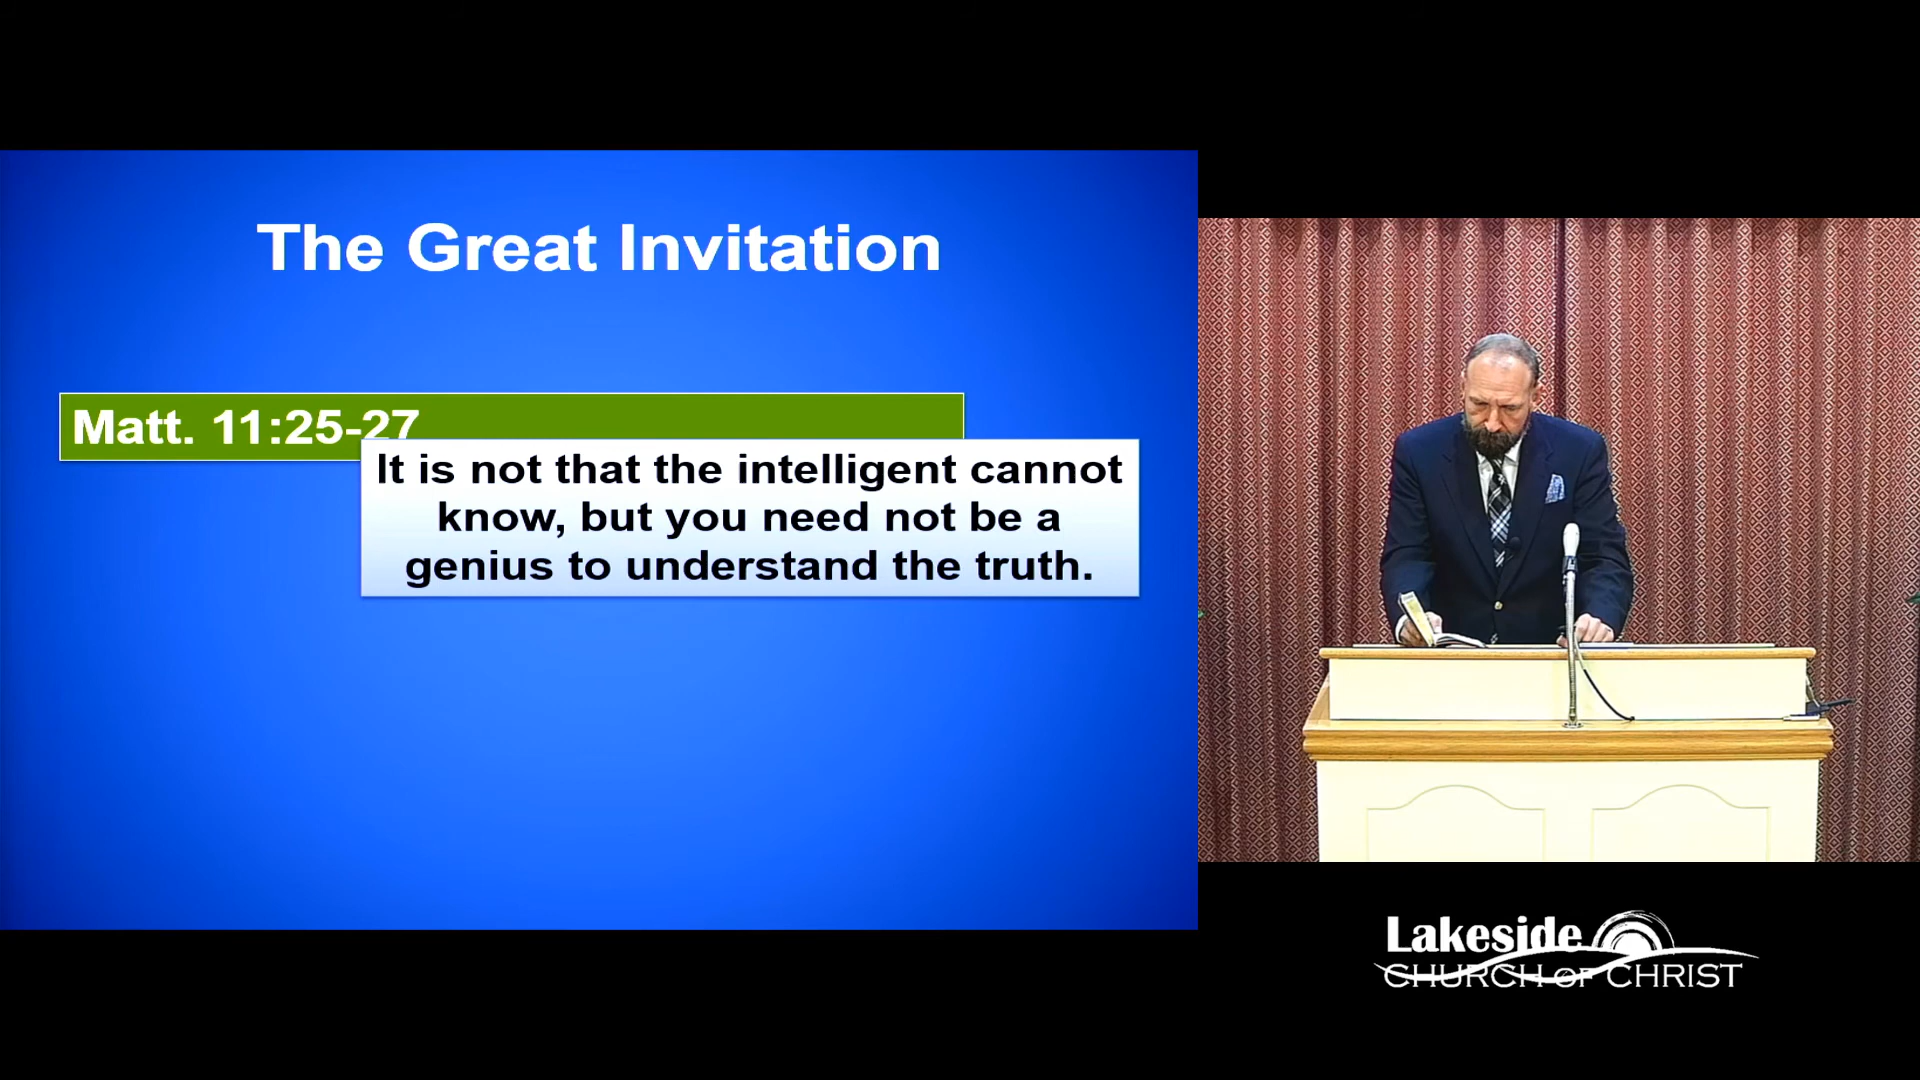 The Great Invitation
Matt. 11:25-27
It is not that the intelligent cannot
know, but you need not be a
genius to understand the truth.
Lakeside
CHURCH OF CHRIST